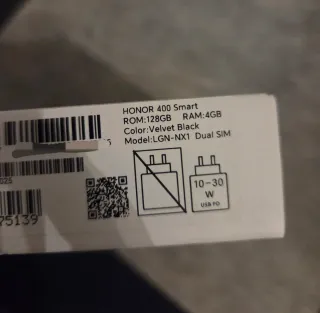 HONOR 400 Smart
ROM:128GB RAM:4GB
Color:Velvet Black
Model:LGN-NX1 Dual SIM
10-30
W
USB PD
75139